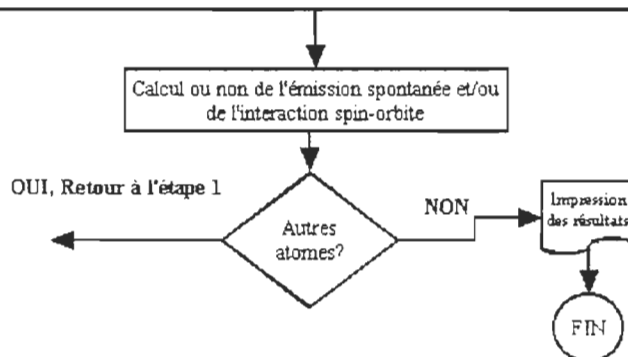 Calcul ou non de l'émission spontanée et/ou
de l'interaction spin-orbite
OUI, Retour à l'étape 1
Autres
atomes?
NON
Impression
des résultats
FIN